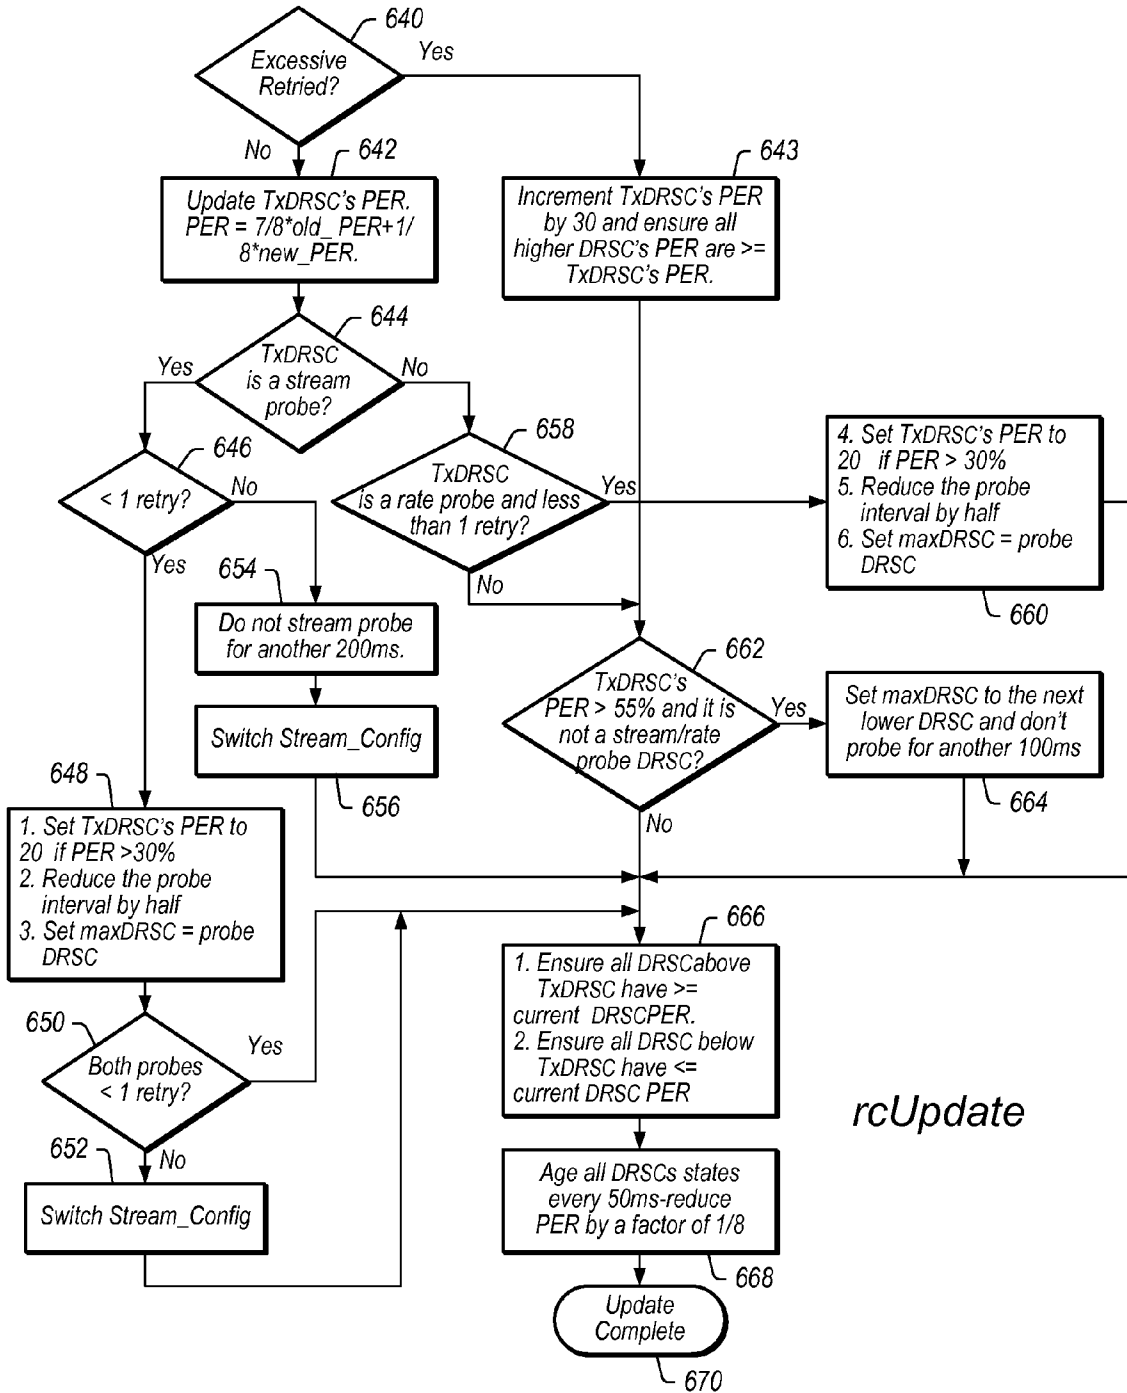 640
Excessive
Retried?
Yes
No
642
Update TxDRSC's PER.
PER = 7/8*old_ PER+1/
8*new_PER.
643
Increment TxDRSC's PER
by 30 and ensure all
higher DRSC's PER are >=
TxDRSC's PER.
644
TxDRSC
is a stream
probe?
Yes
No
646
< 1 retry?
No
Yes
658
TxDRSC
is a rate probe and less
than 1 retry?
Yes
No
4. Set TxDRSC's PER to
20 if PER > 30%
5. Reduce the probe
interval by half
6. Set maxDRSC = probe
DRSC
660
654
Do not stream probe
for another 200ms.
Switch Stream_Config
656
662
TxDRSC's
PER > 55% and it is
not a stream/rate
probe DRSC?
Yes
No
Set maxDRSC to the next
lower DRSC and don't
probe for another 100ms
664
648
1. Set TxDRSC's PER to
20 if PER >30%
2. Reduce the probe
interval by half
3. Set maxDRSC = probe
DRSC
650
Both probes
< 1 retry?
Yes
No
652
Switch Stream_Config
666
1. Ensure all DRSCabove
TxDRSC have >=
current DRSCPER.
2. Ensure all DRSC below
TxDRSC have <=
current DRSC PER
Age all DRSCs states
every 50ms-reduce
PER by a factor of 1/8
668
Update
Complete
670
rcUpdate